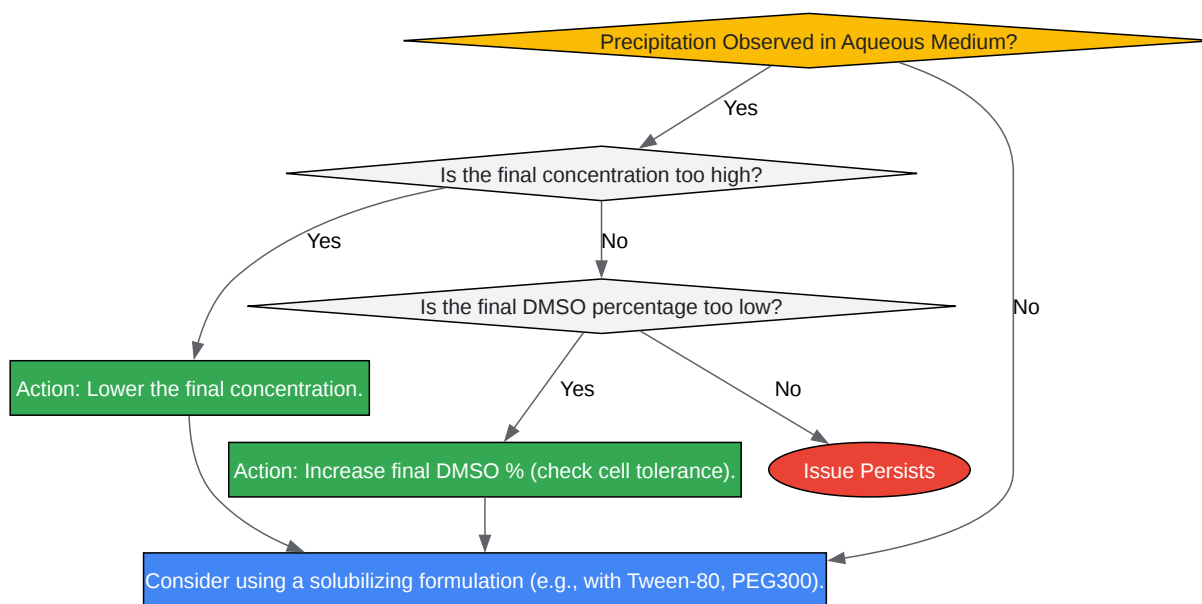 Precipitation Observed in Aqueous Medium?
Yes
Is the final concentration too high?
Yes
No
Is the final DMSO percentage too low?
No
Action: Lower the final concentration.
Yes
No
Action: Increase final DMSO % (check cell tolerance).
Issue Persists
Consider using a solubilizing formulation (e.g., with Tween-80, PEG300).